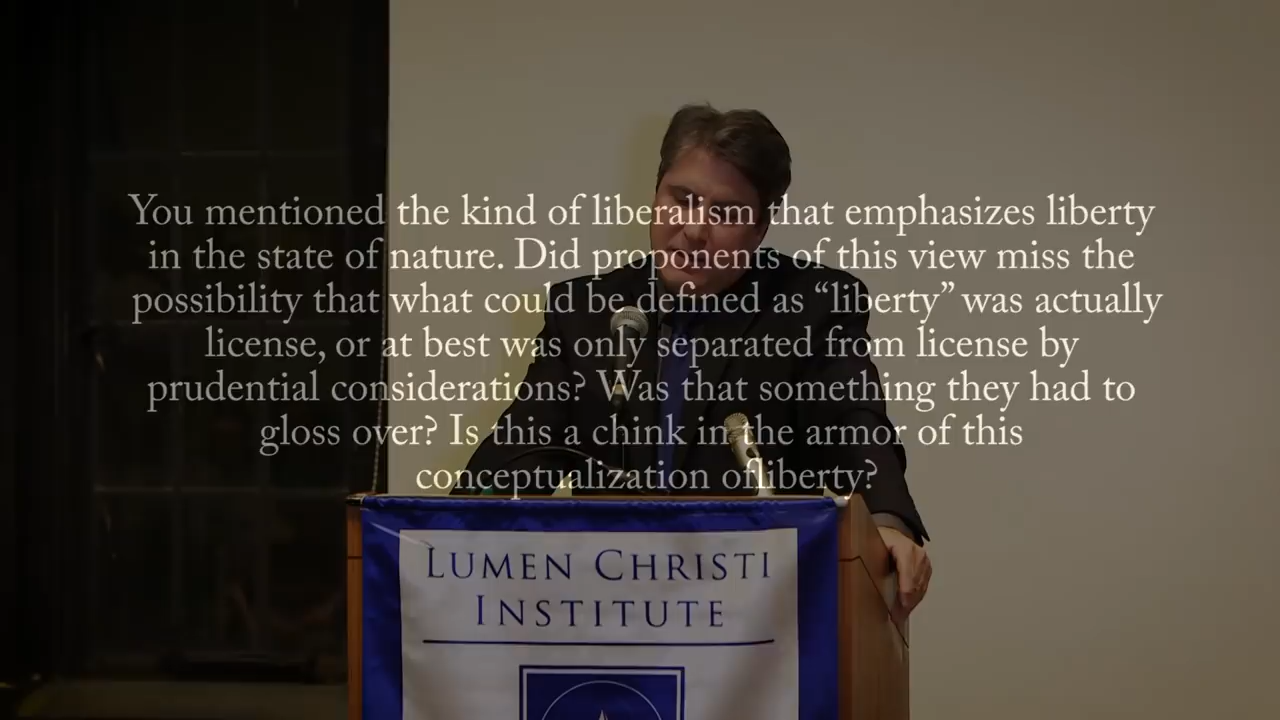 You mentioned the kind of liberalism that emphasizes liberty
in the state of nature. Did proponents of this view miss the
possibility that what could be defined as “liberty” was actually
license, or at best was only separated from license by
prudential considerations? Was that something they had to
gloss over? Is this a chink in the armor of this
conceptualization ofliberty?
LUMEN CHRISTI
INSTITUTE